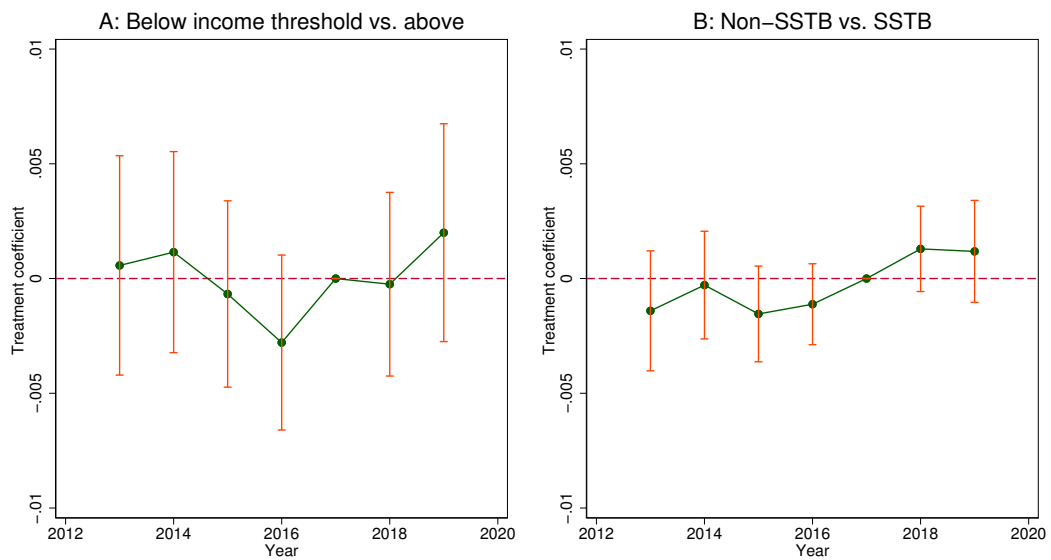 A: Below income threshold vs. above
.01
.005
0
-.005
-.01
Treatment coefficient
2012 2014 2016 2018 2020
Year
B: Non-SSTB vs. SSTB
.01
.005
0
-.005
-.01
Treatment coefficient
2012 2014 2016 2018 2020
Year